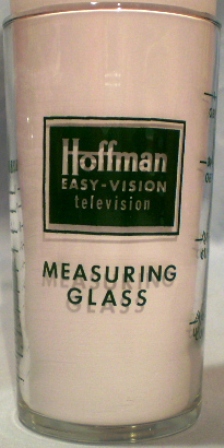 Hoffman
EASY-VISION
television
MEASURING
GLASS